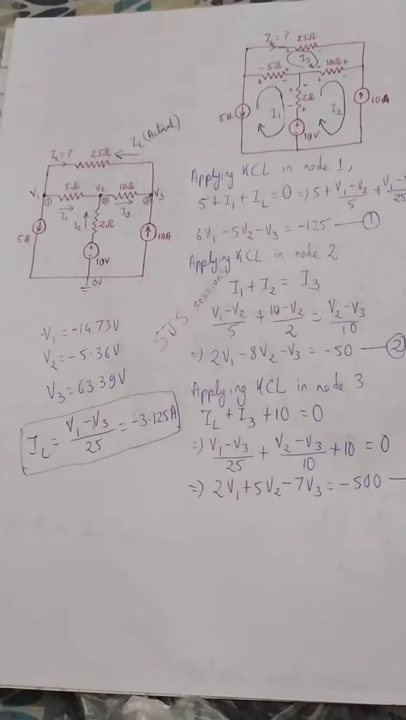 I_L = ? 25Ω
5Ω I_3 10Ω
5A I_1 2Ω I_2 10A
10V
I_L (Actual)
I_L = ? 25Ω
V_1 5Ω V_2 10Ω V_3
I_1 I_2 2Ω I_3
5A 10V 10A
0V
V_1 = -14.73V
V_2 = -5.36V
V_3 = 63.39V
I_L = (V_1-V_3)/25 = -3.125A
SJS session
Applying KCL in node 1,
5 + I_1 + I_L = 0 => 5 + (V_1-V_2)/5 +
6V_1 - 5V_2 - V_3 = -125 — ①
Applying KCL in node 2
I_1 + I_2 = I_3
(V_1-V_2)/5 + (10-V_2)/2 = (V_2-V_3)/10
=> 2V_1 - 8V_2 - V_3 = -50 — ②
Applying KCL in node 3
I_L + I_3 + 10 = 0
=> (V_1-V_3)/25 + (V_2-V_3)/10 + 10 = 0
=> 2V_1 + 5V_2 - 7V_3 = -500 —